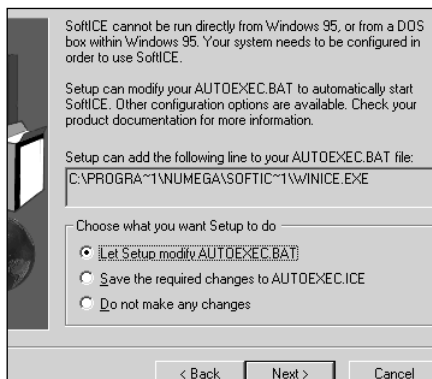 SoftICE cannot be run directly from Windows 95, or from a DOS
box within Windows 95. Your system needs to be configured in
order to use SoftICE.
Setup can modify your AUTOEXEC.BAT to automatically start
SoftICE. Other configuration options are available. Check your
product documentation for more information.
Setup can add the following line to your AUTOEXEC.BAT file:
C:\PROGRA~1\NUMEGA\SOFTIC~1\WINICE.EXE
Choose what you want Setup to do
Let Setup modify AUTOEXEC.BAT
Save the required changes to AUTOEXEC.ICE
Do not make any changes
< Back Next > Cancel